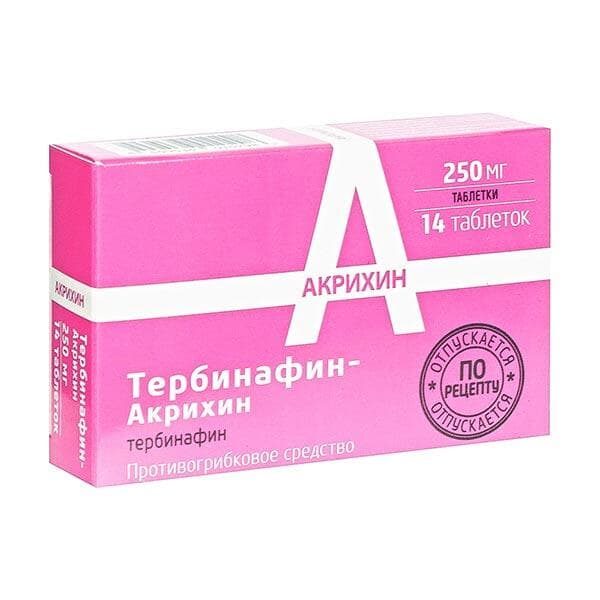 АКРИХИН
250 мг
ТАБЛЕТКИ
14 таблеток
АКРИХИН
Тербинафин-
Акрихин
тербинафин
Противогрибковое средство
ОТПУСКАЕТСЯ
ПО
РЕЦЕПТУ
ОТПУСКАЕТСЯ
АКРИХИН
Тербинафин-
Акрихин
250 мг
14 таблеток